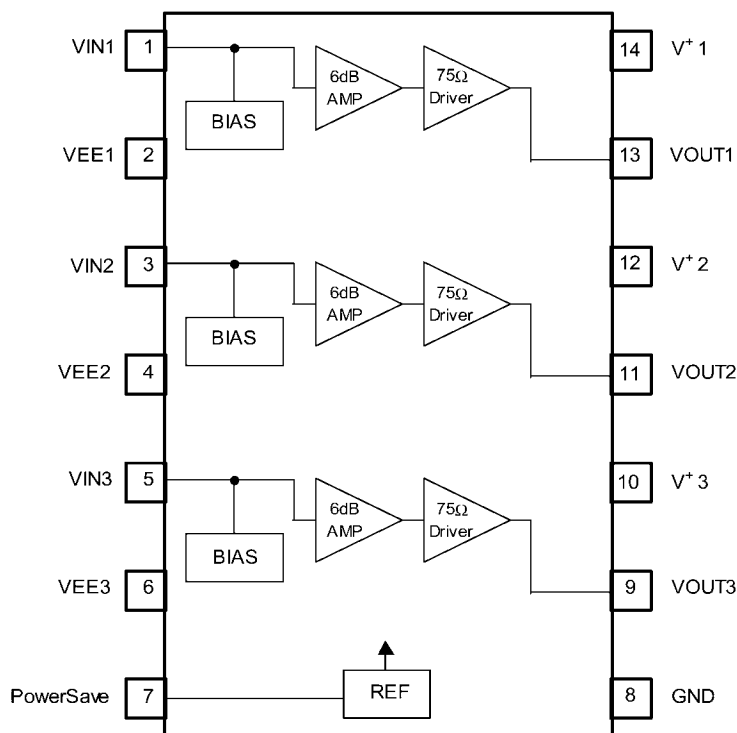 VIN1 1 14 V+1
6dB AMP
75Ω Driver
BIAS
VEE1 2 13 VOUT1
VIN2 3 12 V+2
6dB AMP
75Ω Driver
BIAS
VEE2 4 11 VOUT2
VIN3 5 10 V+3
6dB AMP
75Ω Driver
BIAS
VEE3 6 9 VOUT3
PowerSave 7 REF 8 GND